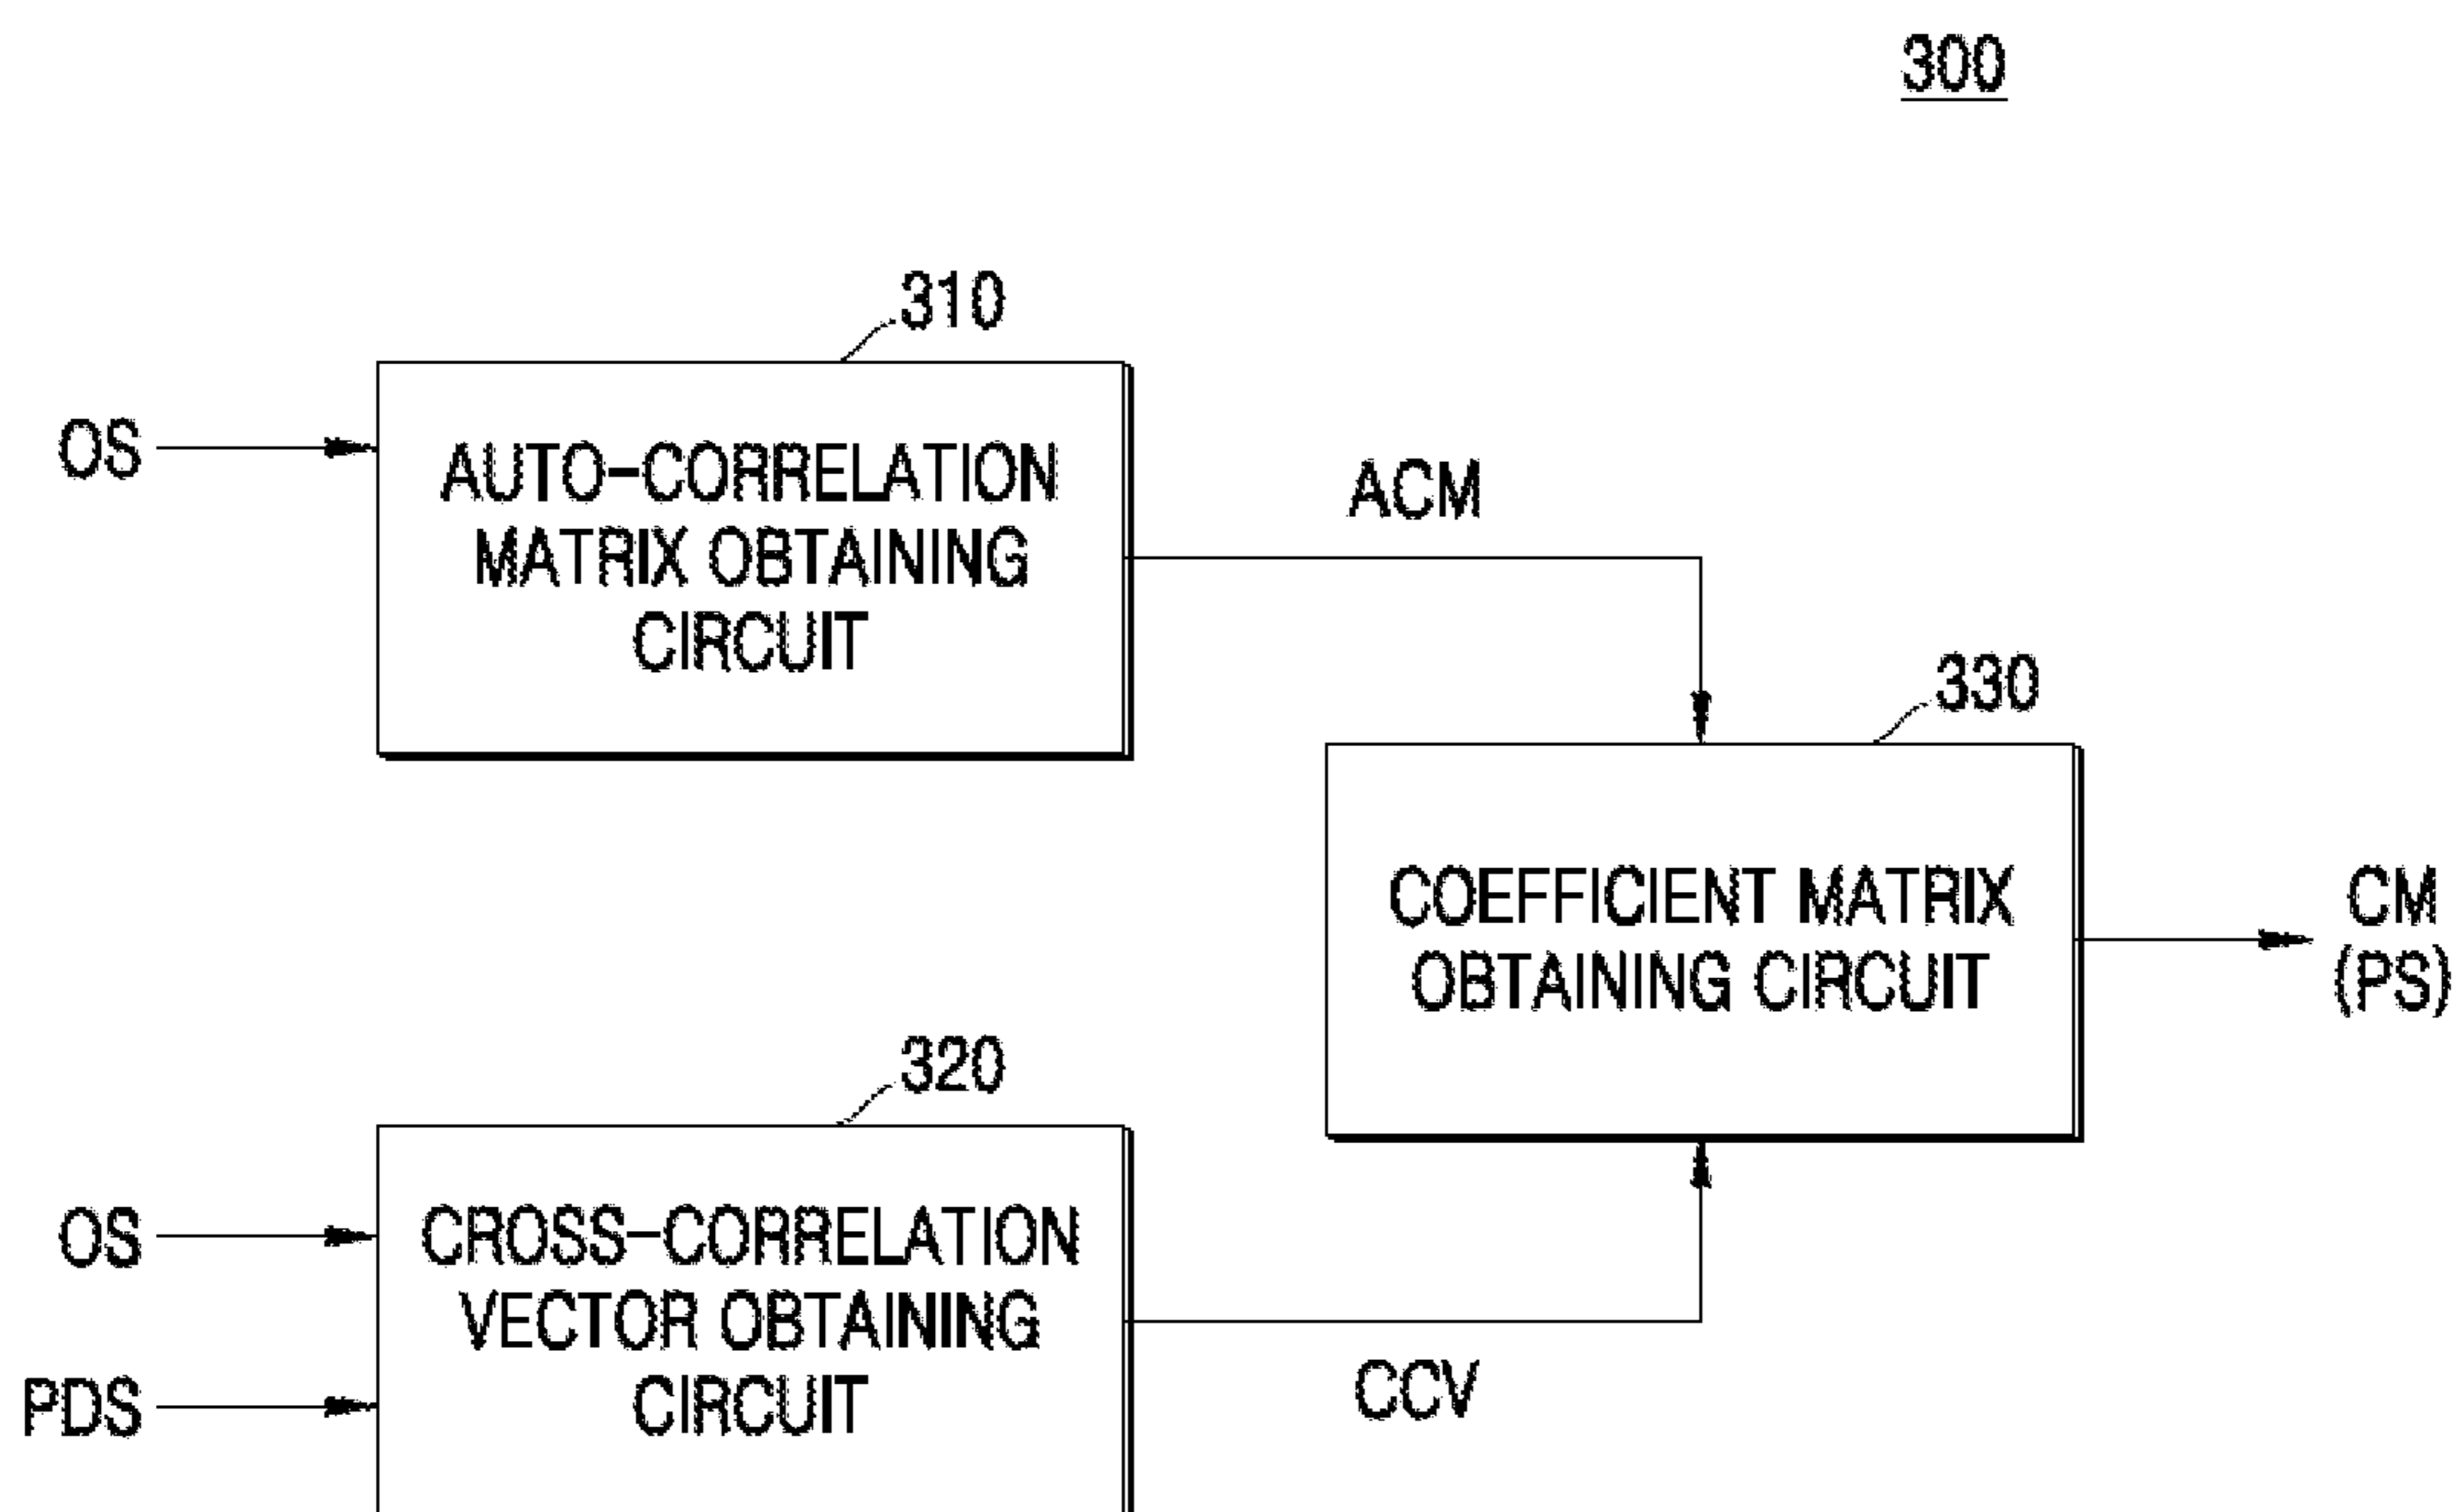 300
310
OS
AUTO-CORRELATION
MATRIX OBTAINING
CIRCUIT
ACM
330
COEFFICIENT MATRIX
OBTAINING CIRCUIT
CM
(PS)
320
OS
CROSS-CORRELATION
VECTOR OBTAINING
CIRCUIT
PDS
CCV